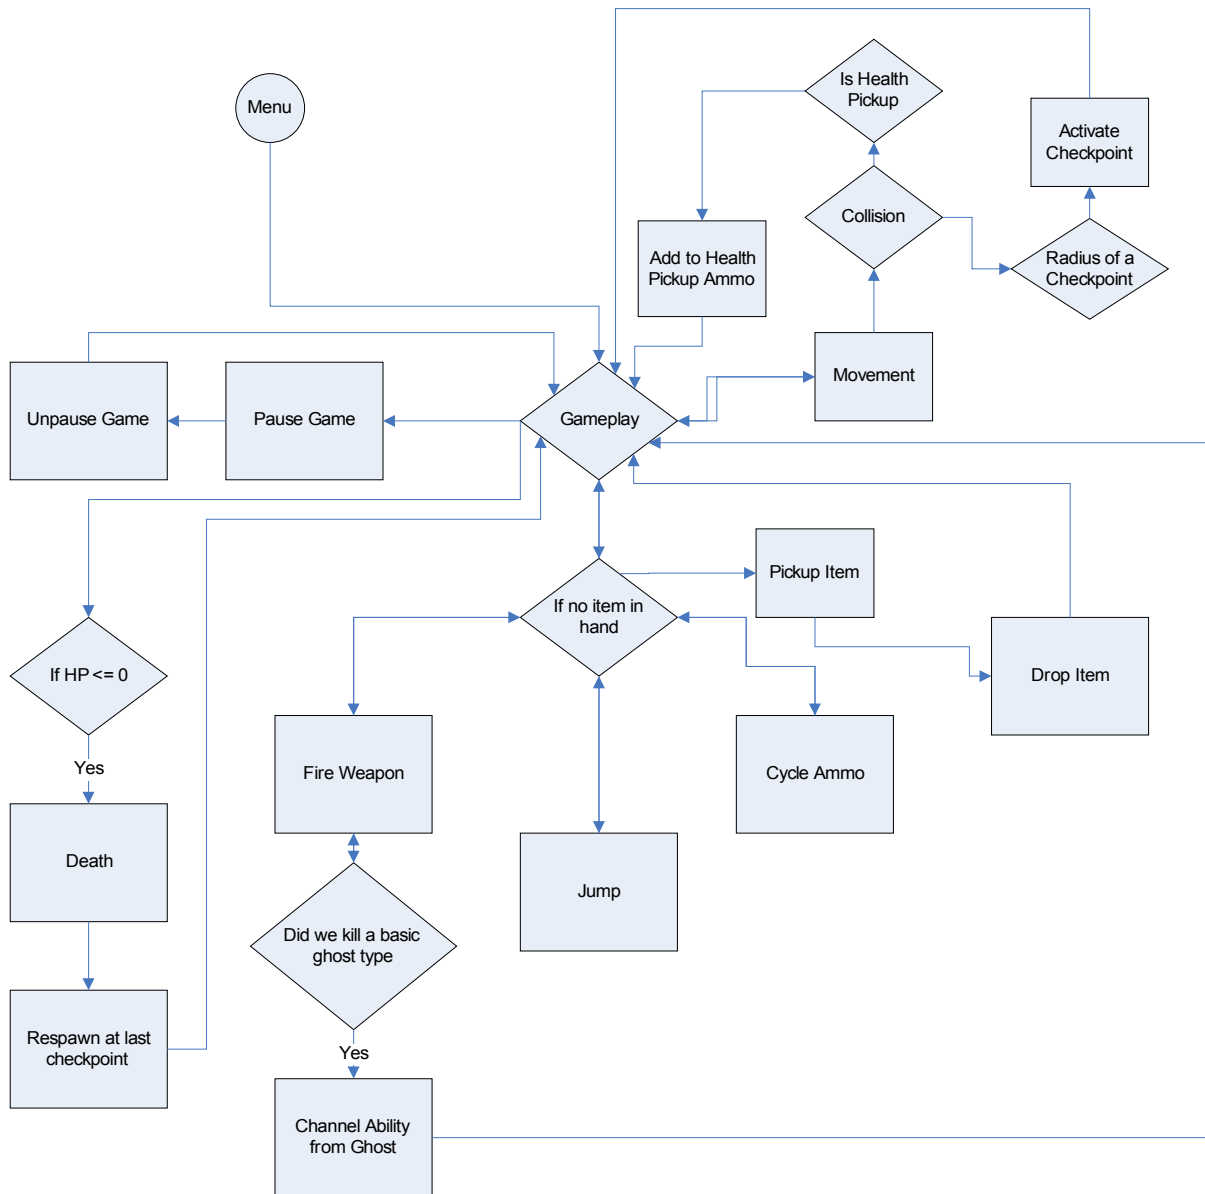 Menu
Is Health
Pickup
Activate
Checkpoint
Collision
Add to Health
Pickup Ammo
Radius of a
Checkpoint
Movement
Unpause Game
Pause Game
Gameplay
Pickup Item
If no item in
hand
If HP <= 0
Drop Item
Yes
Fire Weapon
Cycle Ammo
Death
Jump
Did we kill a basic
ghost type
Respawn at last
checkpoint
Yes
Channel Ability
from Ghost